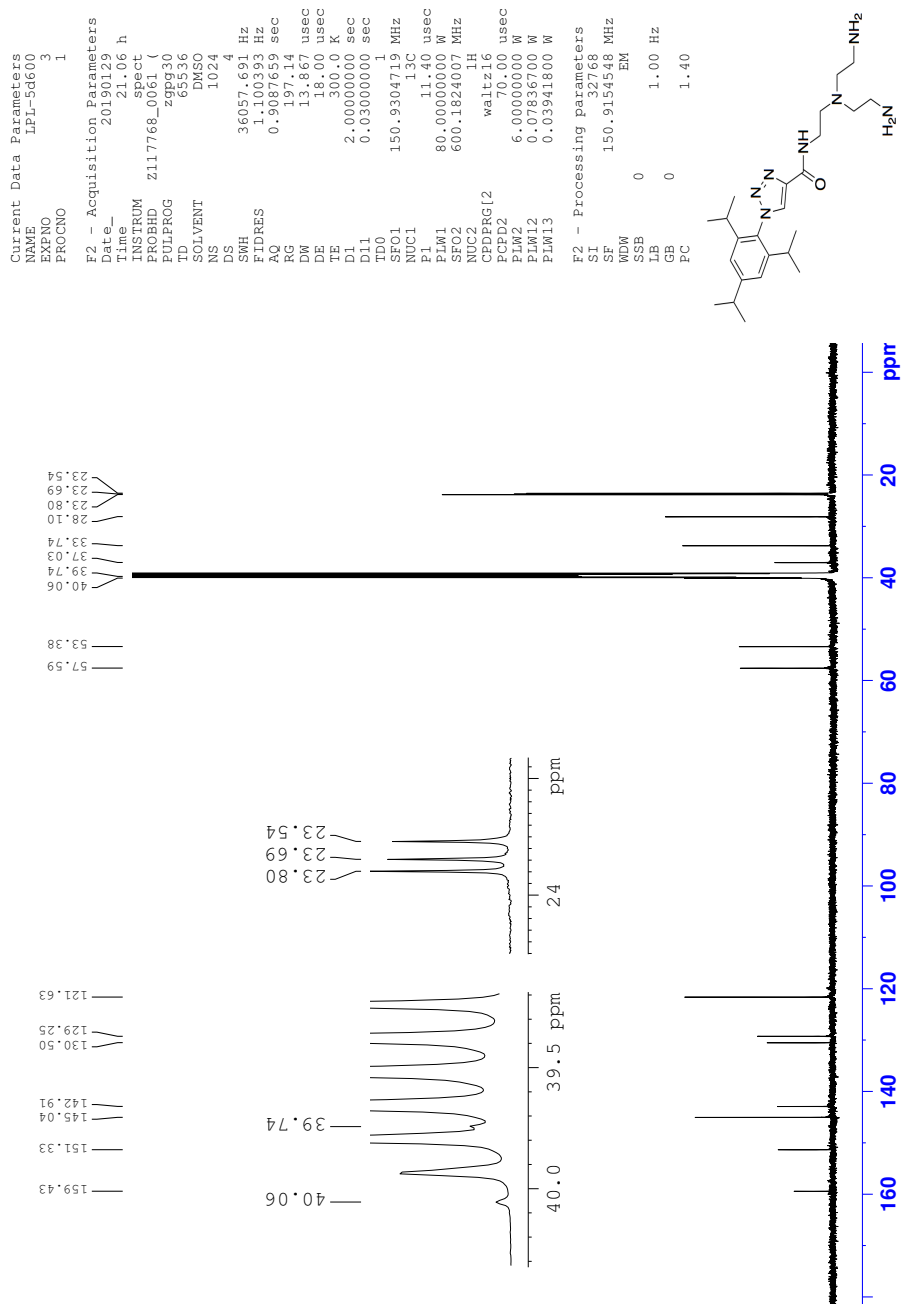 Current Data Parameters
NAME LPL-5d600
EXPNO 3
PROCNO 1
F2 - Acquisition Parameters
Date_ 20190129
Time 21.06 h
INSTRUM spect
PROBHD Z117768_0061 (
PULPROG zgpg30
TD 65536
SOLVENT DMSO
NS 1024
DS 4
SWH 36057.691 Hz
FIDRES 1.100393 Hz
AQ 0.9087659 sec
RG 197.14
DW 13.867 usec
DE 18.00 usec
TE 300.0 K
D1 2.00000000 sec
D11 0.03000000 sec
TD0 1
SFO1 150.9304719 MHz
NUC1 13C
P1 11.40 usec
PLW1 80.00000000 W
SFO2 600.1824007 MHz
NUC2 1H
CPDPRG[2 waltz16
PCPD2 70.00 usec
PLW2 6.00000000 W
PLW12 0.07836700 W
PLW13 0.03941800 W
F2 - Processing parameters
SI 32768
SF 150.9154548 MHz
WDW EM
SSB 0
LB 1.00 Hz
GB 0
PC 1.40
159.43
151.33
145.04
142.91
130.50
129.25
121.63
57.59
53.38
40.06
39.74
37.03
33.74
28.10
23.80
23.69
23.54
40.06
39.74
40.0 39.5 ppm
23.80
23.69
23.54
24 ppm
N
N
N
O
NH
N
NH2
H2N
160 140 120 100 80 60 40 20 ppm